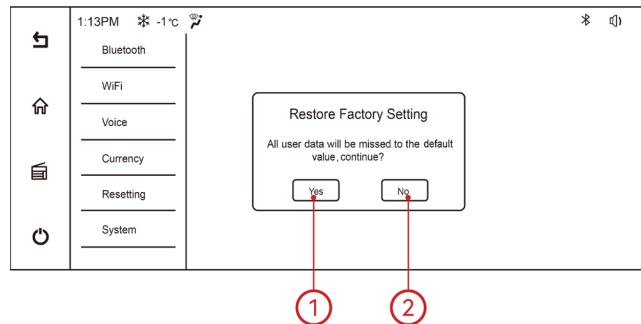 1:13PM -1℃
Bluetooth
WiFi
Voice
Currency
Resetting
System
Restore Factory Setting
All user data will be missed to the default
value, continue?
Yes No
1 2